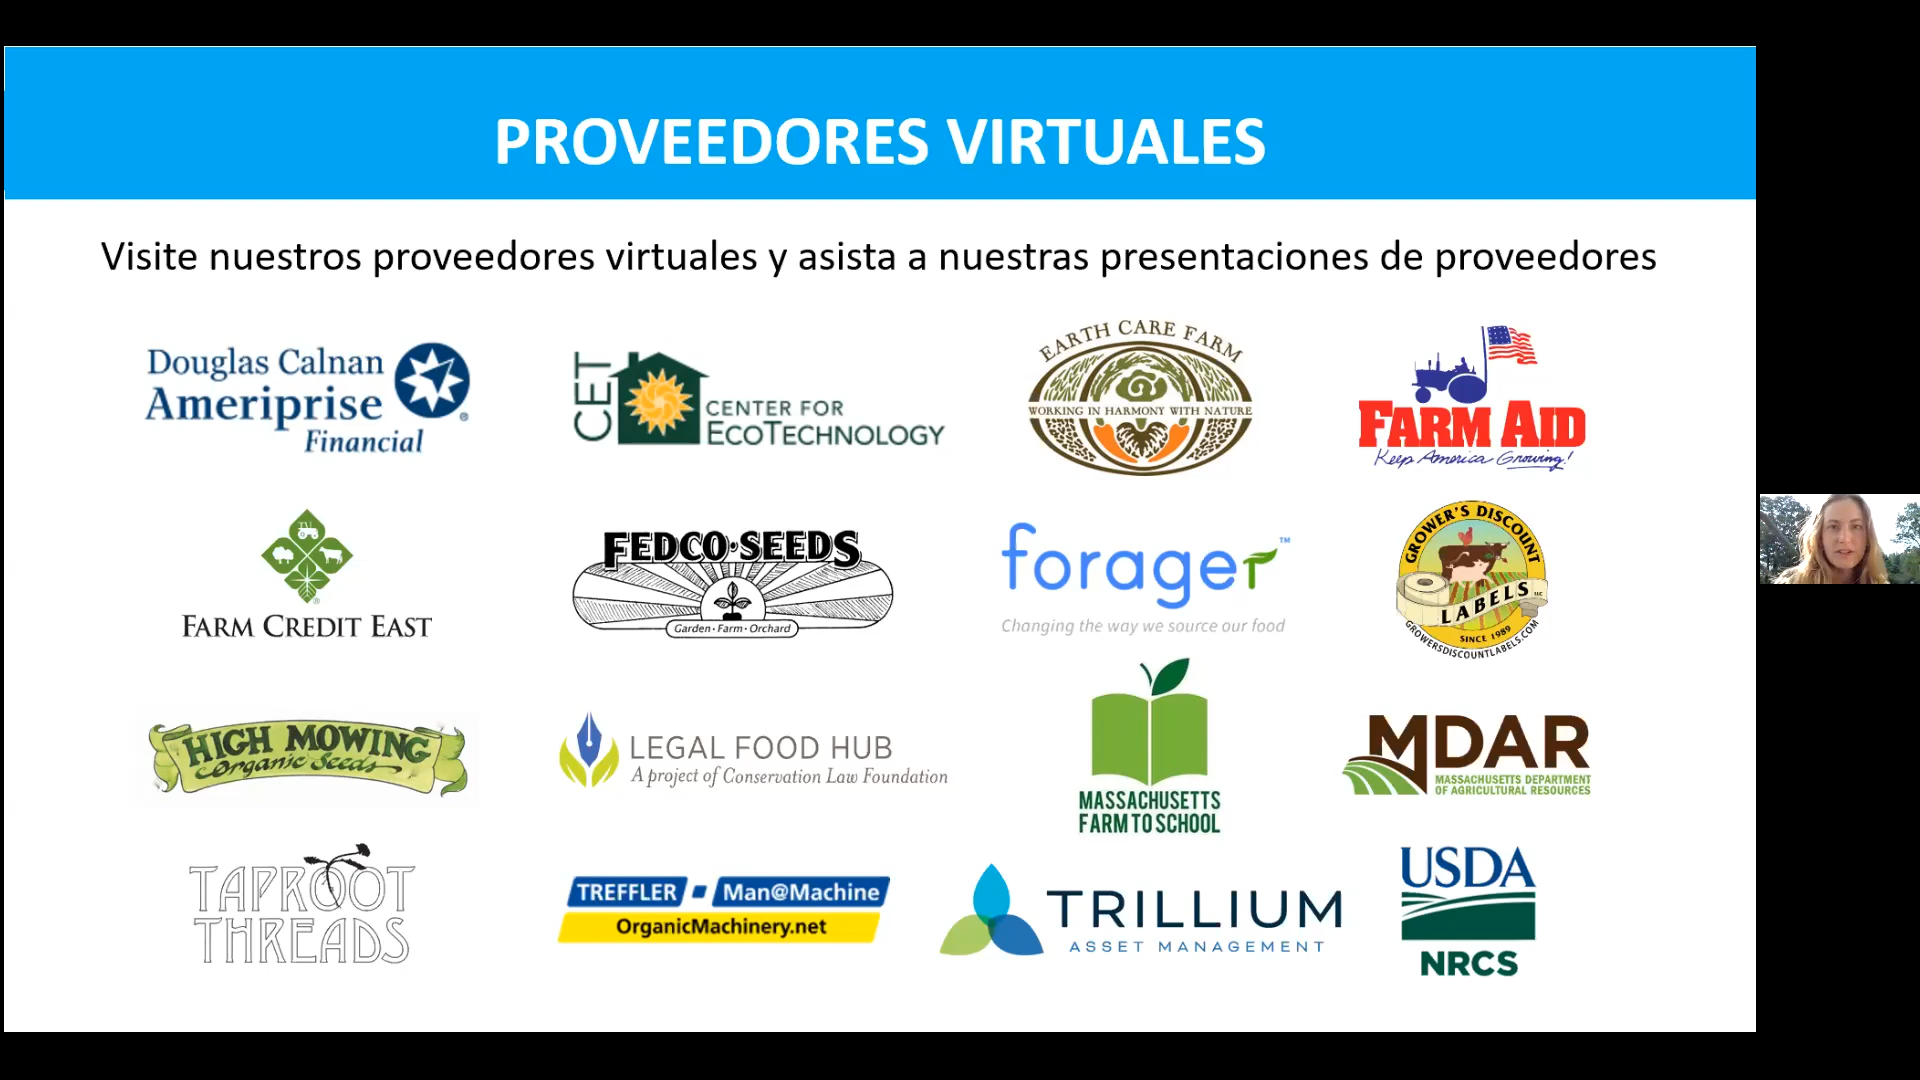 PROVEEDORES VIRTUALES
Visite nuestros proveedores virtuales y asista a nuestras presentaciones de proveedores
Douglas Calnan
Ameriprise
Financial
®
CET
CENTER FOR
ECOTECHNOLOGY
EARTH CARE FARM
WORKING IN HARMONY WITH NATURE
FARM AID
Keep America Growing!
FARM CREDIT EAST
FEDCO·SEEDS
Garden·Farm·Orchard
forager™
Changing the way we source our food
GROWER'S DISCOUNT
LABELS LLC
SINCE 1989
GROWERSDISCOUNTLABELS.COM
HIGH MOWING
Organic Seeds
LEGAL FOOD HUB
A project of Conservation Law Foundation
MASSACHUSETTS
FARM TO SCHOOL
MDAR
MASSACHUSETTS DEPARTMENT
OF AGRICULTURAL RESOURCES
TAPROOT
THREADS
TREFFLER - Man@Machine
OrganicMachinery.net
TRILLIUM
ASSET MANAGEMENT
USDA
NRCS